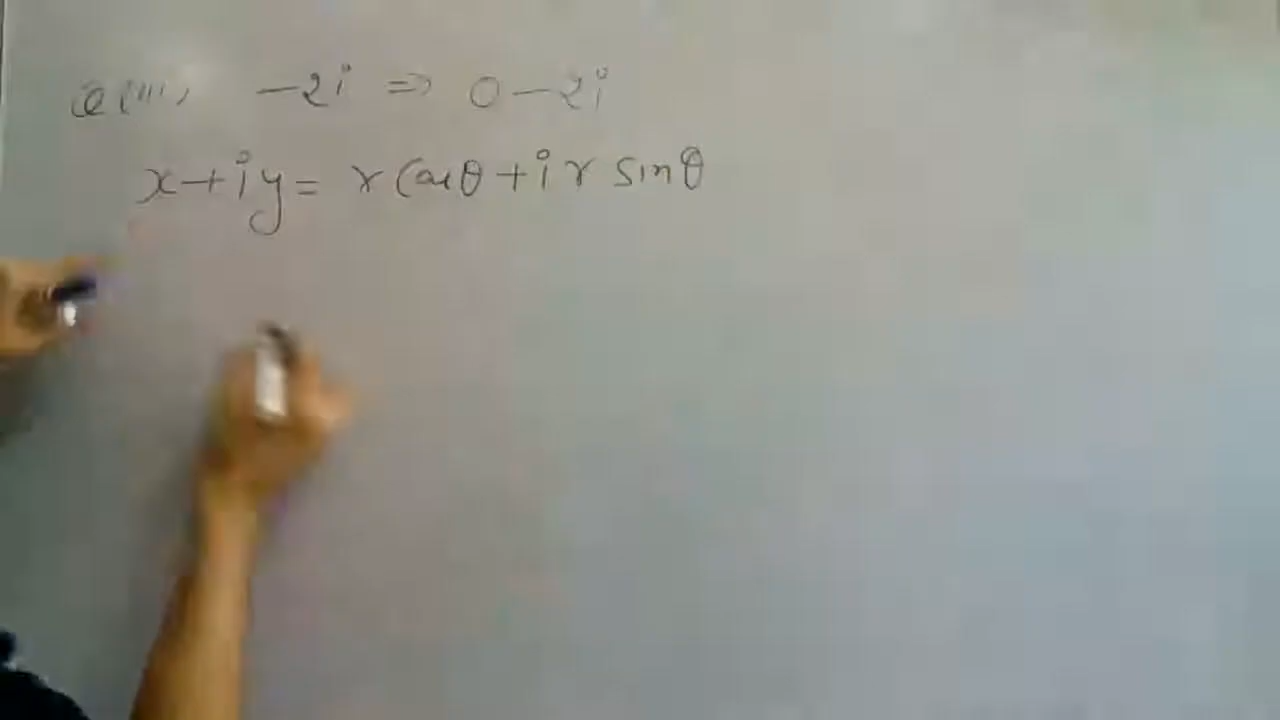 Q(iii) -2i ⇒ 0-2i
x+iy= r Cosθ +i r sinθ